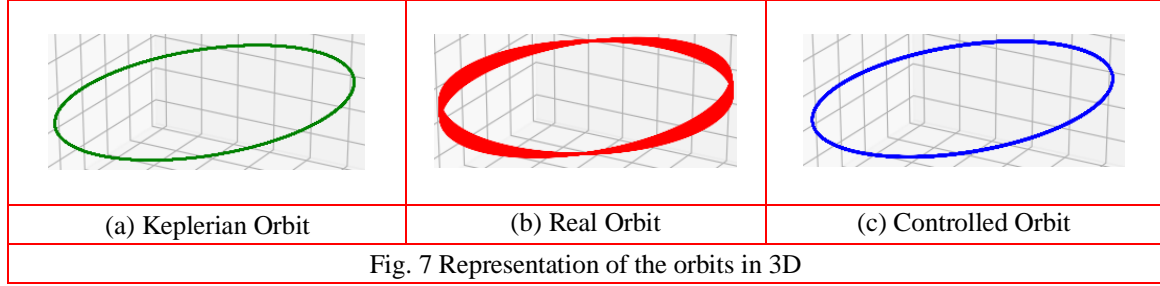 (a) Keplerian Orbit
(b) Real Orbit
(c) Controlled Orbit
Fig. 7 Representation of the orbits in 3D